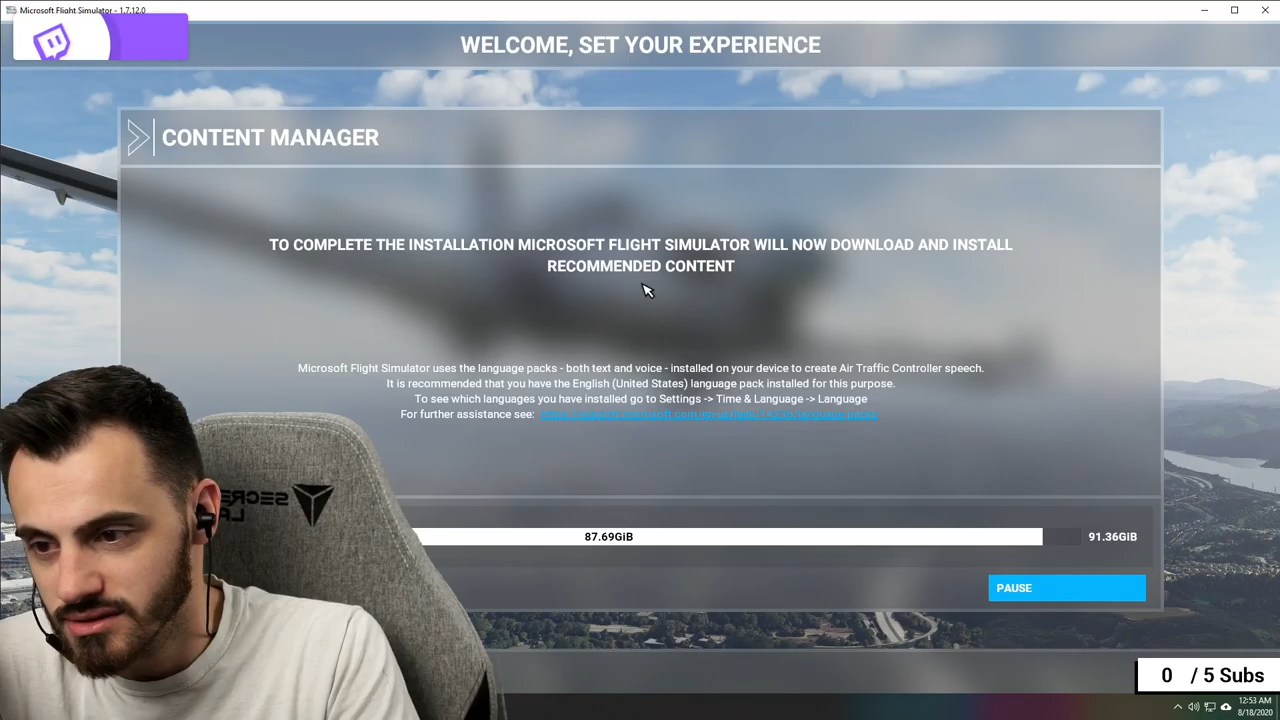 Microsoft Flight Simulator - 1.7.12.0
WELCOME, SET YOUR EXPERIENCE
CONTENT MANAGER
TO COMPLETE THE INSTALLATION MICROSOFT FLIGHT SIMULATOR WILL NOW DOWNLOAD AND INSTALL
RECOMMENDED CONTENT
Microsoft Flight Simulator uses the language packs - both text and voice - installed on your device to create Air Traffic Controller speech.
It is recommended that you have the English (United States) language pack installed for this purpose.
To see which languages you have installed go to Settings -> Time & Language -> Language
For further assistance see:
87.69GiB
91.36GIB
PAUSE
0 / 5 Subs
12:53 AM
8/18/2020